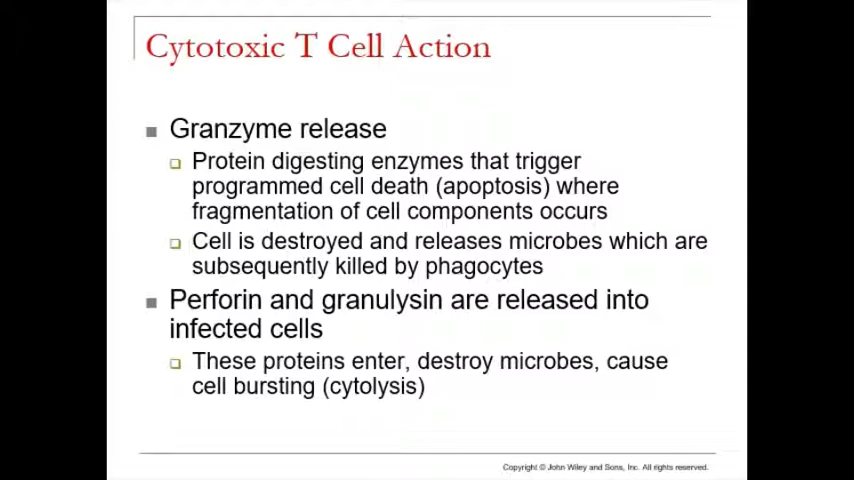 Cytotoxic T Cell Action
Granzyme release
Protein digesting enzymes that trigger
programmed cell death (apoptosis) where
fragmentation of cell components occurs
Cell is destroyed and releases microbes which are
subsequently killed by phagocytes
Perforin and granulysin are released into
infected cells
These proteins enter, destroy microbes, cause
cell bursting (cytolysis)
Copyright © John Wiley and Sons, Inc. All rights reserved.